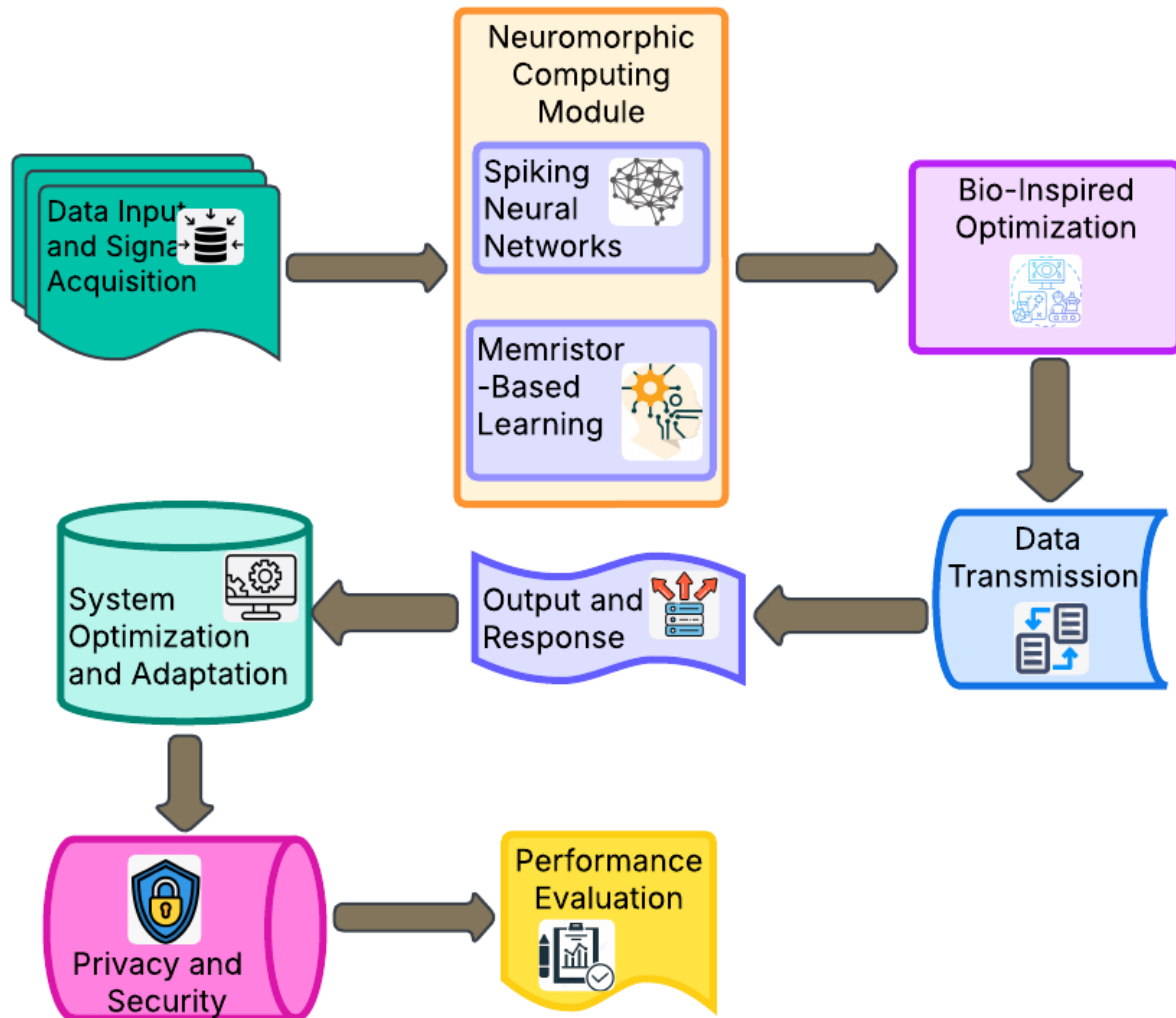 Data Input
and Signa
Acquisition
Neuromorphic
Computing
Module
Spiking
Neural
Networks
Memristor
-Based
Learning
Bio-Inspired
Optimization
Data
Transmission
Output and
Response
System
Optimization
and Adaptation
Privacy and
Security
Performance
Evaluation